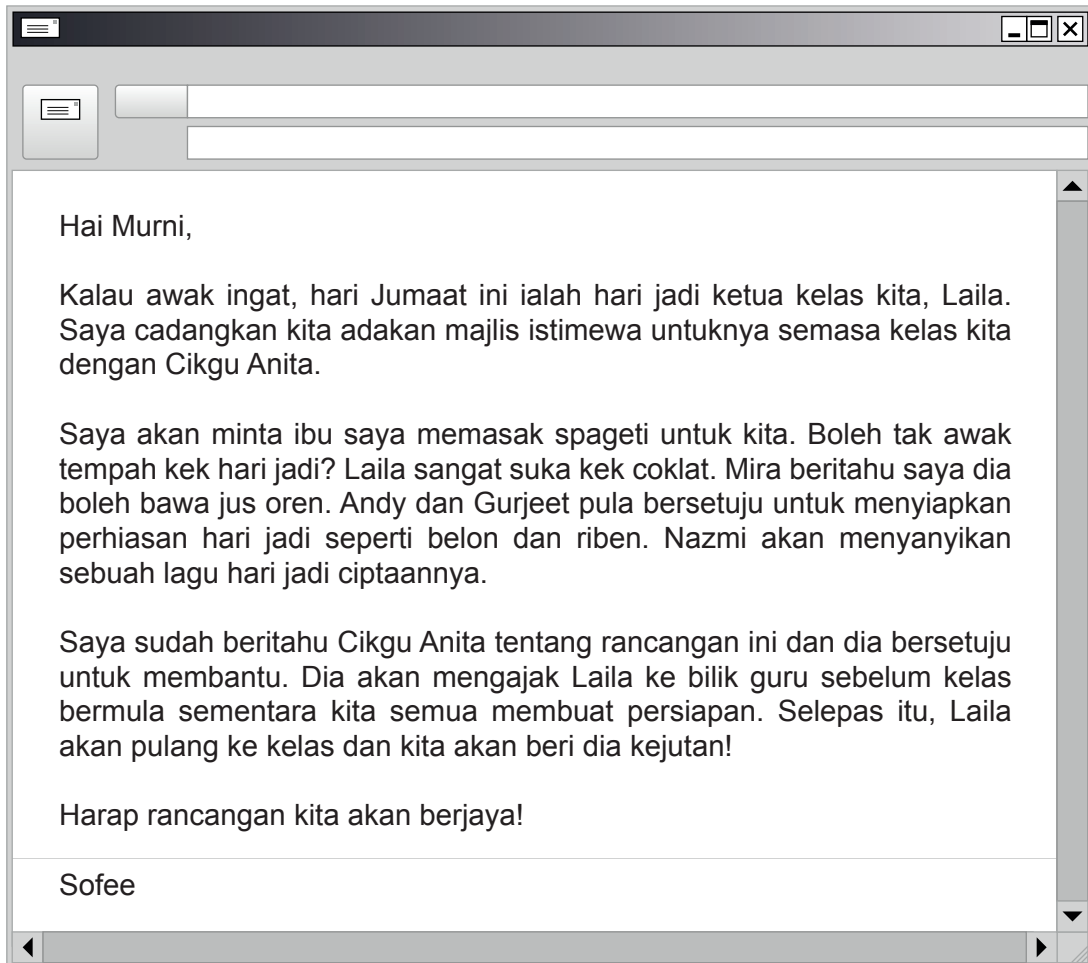 Hai Murni,
Kalau awak ingat, hari Jumaat ini ialah hari jadi ketua kelas kita, Laila.
Saya cadangkan kita adakan majlis istimewa untuknya semasa kelas kita
dengan Cikgu Anita.
Saya akan minta ibu saya memasak spageti untuk kita. Boleh tak awak
tempah kek hari jadi? Laila sangat suka kek coklat. Mira beritahu saya dia
boleh bawa jus oren. Andy dan Gurjeet pula bersetuju untuk menyiapkan
perhiasan hari jadi seperti belon dan riben. Nazmi akan menyanyikan
sebuah lagu hari jadi ciptaannya.
Saya sudah beritahu Cikgu Anita tentang rancangan ini dan dia bersetuju
untuk membantu. Dia akan mengajak Laila ke bilik guru sebelum kelas
bermula sementara kita semua membuat persiapan. Selepas itu, Laila
akan pulang ke kelas dan kita akan beri dia kejutan!
Harap rancangan kita akan berjaya!
Sofee